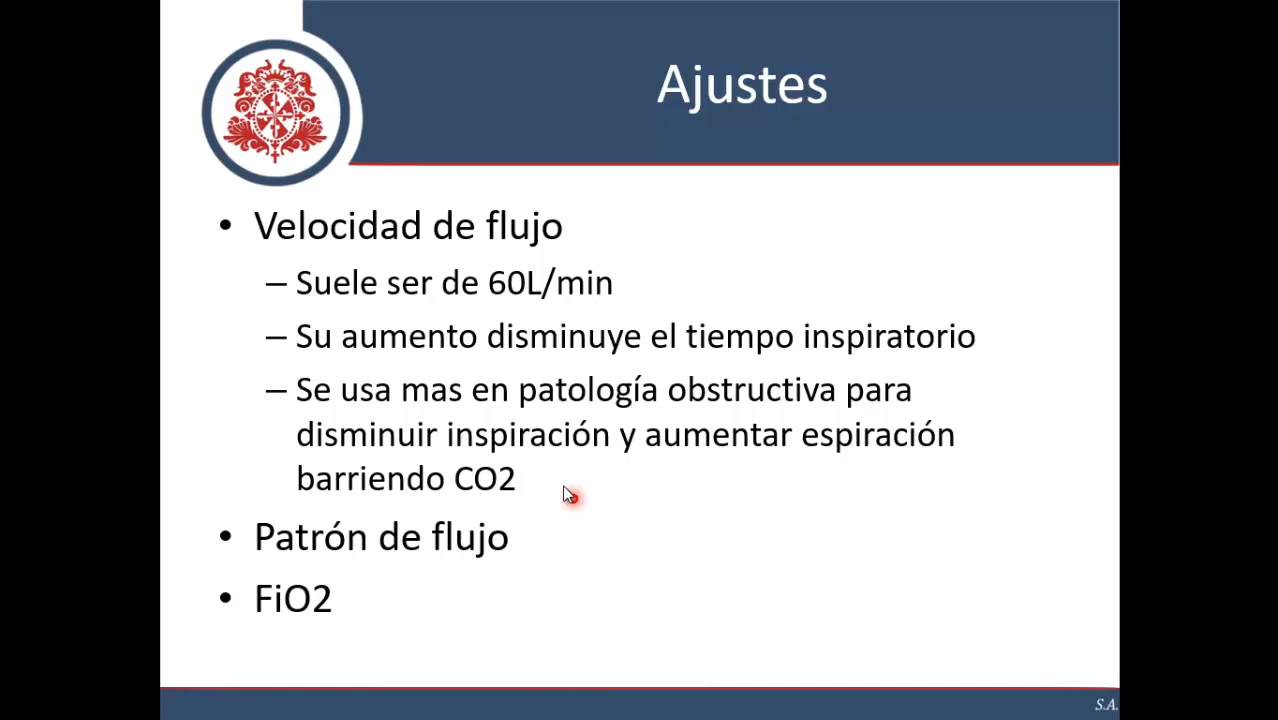 Ajustes
• Velocidad de flujo
– Suele ser de 60L/min
– Su aumento disminuye el tiempo inspiratorio
– Se usa mas en patología obstructiva para
disminuir inspiración y aumentar espiración
barriendo CO2
• Patrón de flujo
• FiO2
S.A.